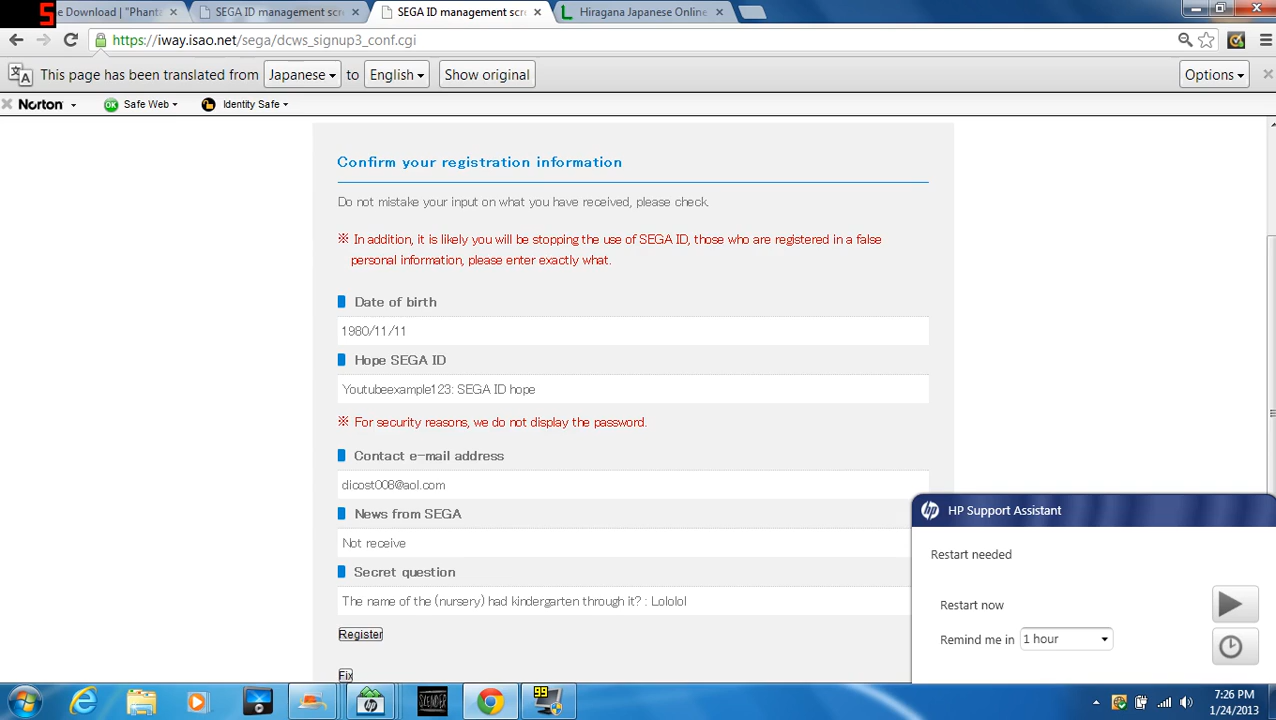 5
e Download | "Phanta
SEGA ID management scr
SEGA ID management scr
Hiragana Japanese Online
https://iway.isao.net/sega/dcws_signup3_conf.cgi
This page has been translated from Japanese to English Show original Options
Norton Safe Web Identity Safe
OK
Confirm your registration information
Do not mistake your input on what you have received, please check.
※ In addition, it is likely you will be stopping the use of SEGA ID, those who are registered in a false
personal information, please enter exactly what.
Date of birth
1980/11/11
Hope SEGA ID
Youtubeexample123: SEGA ID hope
※ For security reasons, we do not display the password.
Contact e-mail address
dicost008@aol.com
News from SEGA
Not receive
Secret question
The name of the (nursery) had kindergarten through it? : Lololol
Register
Fix
hp HP Support Assistant
Restart needed
Restart now
Remind me in 1 hour
hp
SLENDER
99
7:26 PM
1/24/2013